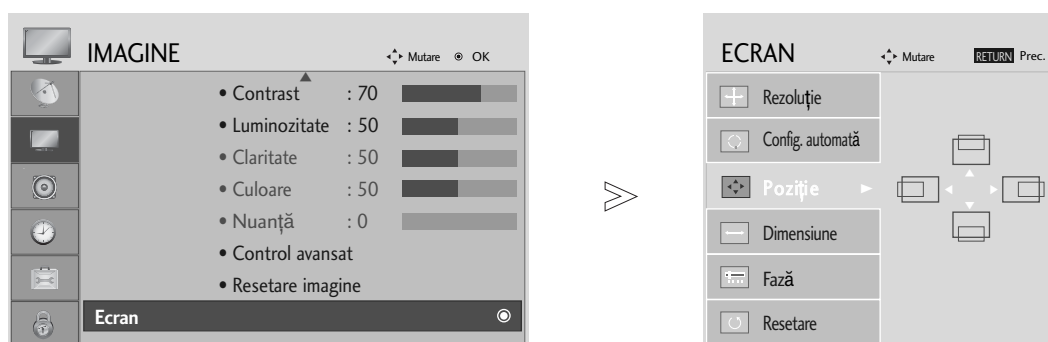 IMAGINE
Mutare OK
• Contrast : 70
• Luminozitate : 50
• Claritate : 50
• Culoare : 50
• Nuanță : 0
• Control avansat
• Resetare imagine
Ecran
ECRAN
Mutare RETURN Prec.
Rezoluție
Config. automată
Poziție
Dimensiune
Fază
Resetare